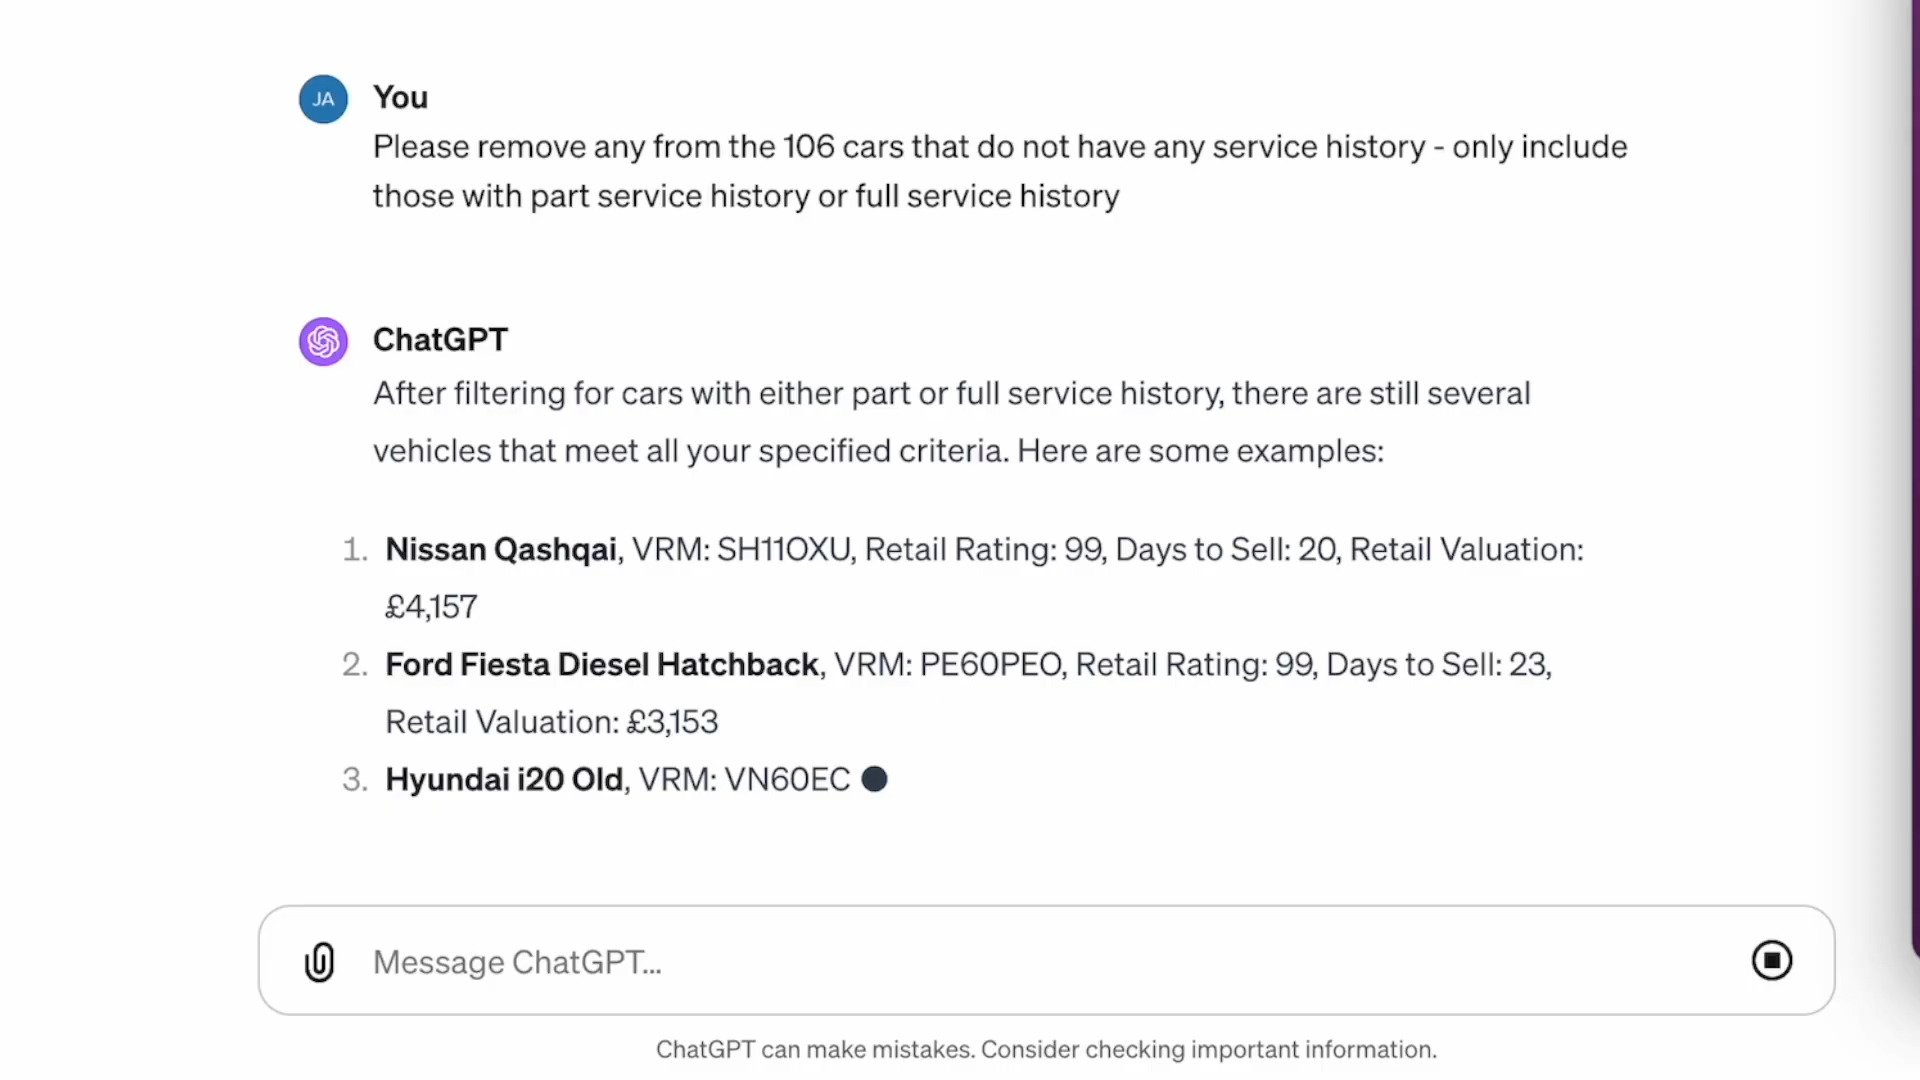 JA
You
Please remove any from the 106 cars that do not have any service history - only include
those with part service history or full service history
ChatGPT
After filtering for cars with either part or full service history, there are still several
vehicles that meet all your specified criteria. Here are some examples:
1. Nissan Qashqai, VRM: SH11OXU, Retail Rating: 99, Days to Sell: 20, Retail Valuation:
£4,157
2. Ford Fiesta Diesel Hatchback, VRM: PE60PEO, Retail Rating: 99, Days to Sell: 23,
Retail Valuation: £3,153
3. Hyundai i20 Old, VRM: VN60EC
Message ChatGPT...
ChatGPT can make mistakes. Consider checking important information.